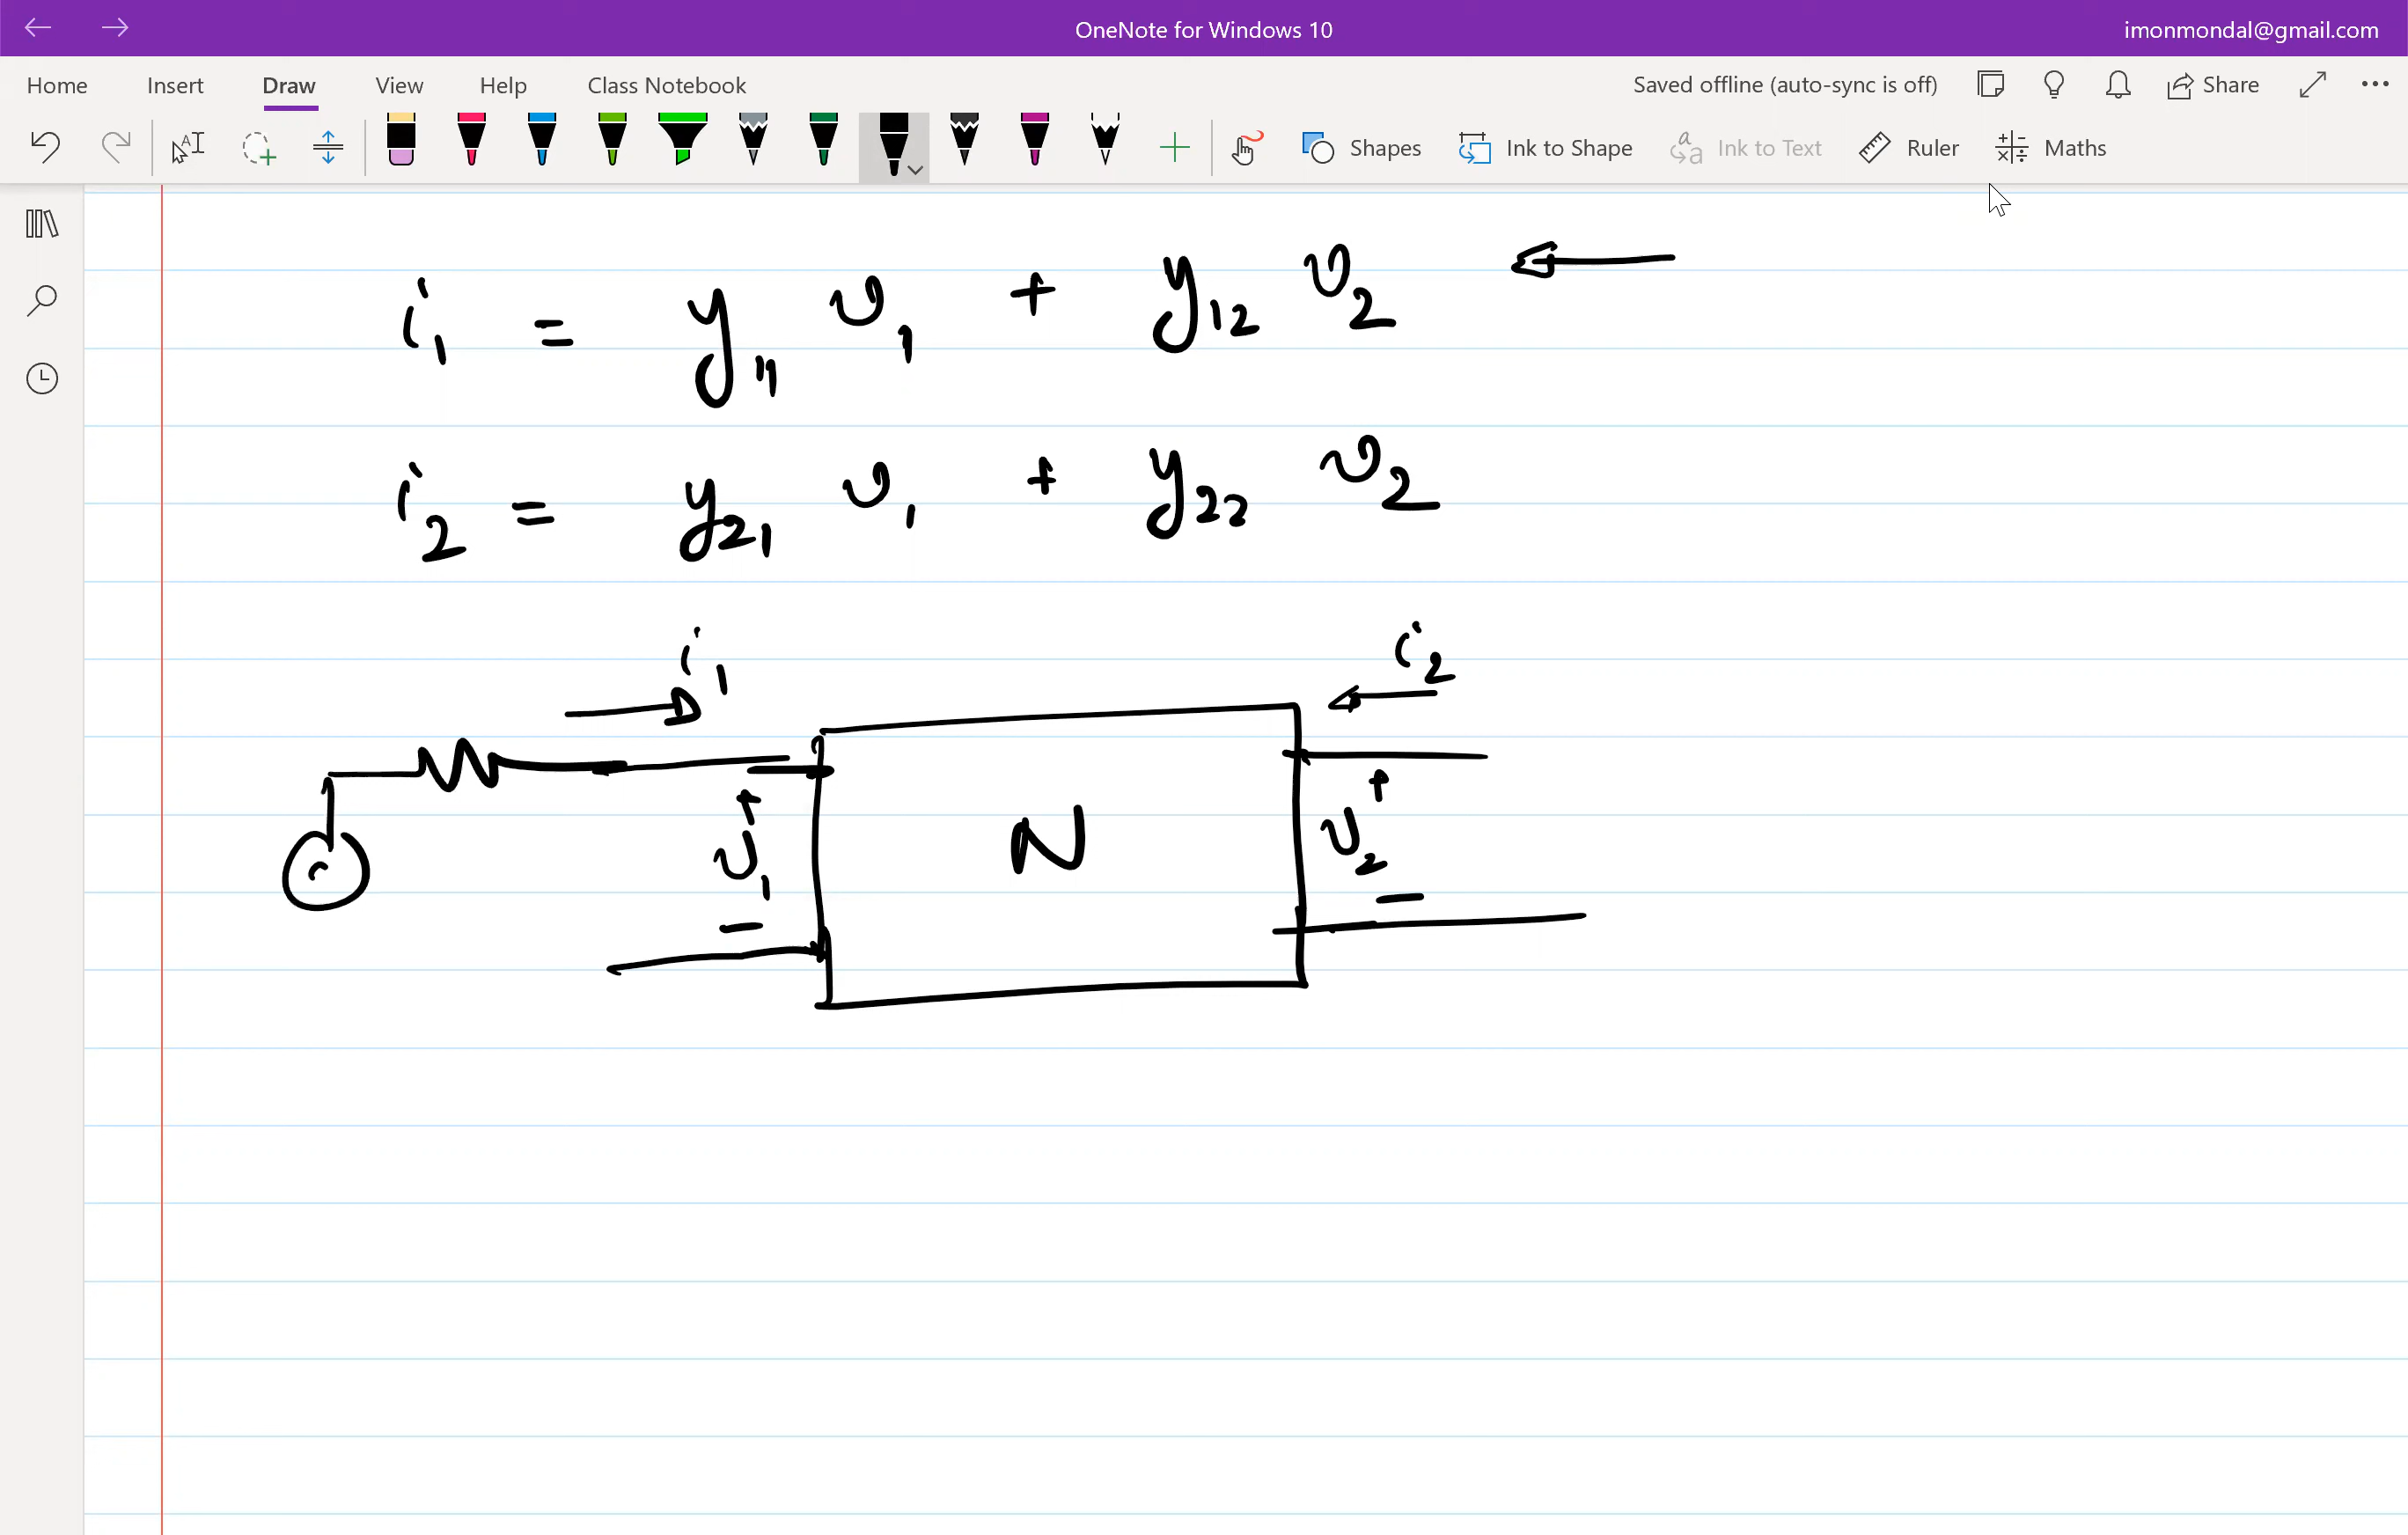 OneNote for Windows 10 imonmondal@gmail.com
Home Insert Draw View Help Class Notebook Saved offline (auto-sync is off) Share
Shapes Ink to Shape Ink to Text Ruler Maths
i₁ = y₁₁ v₁ + y₁₂ v₂
i₂ = y₂₁ v₁ + y₂₂ v₂
i₁ i₂
+ +
v₁ N v₂
- -